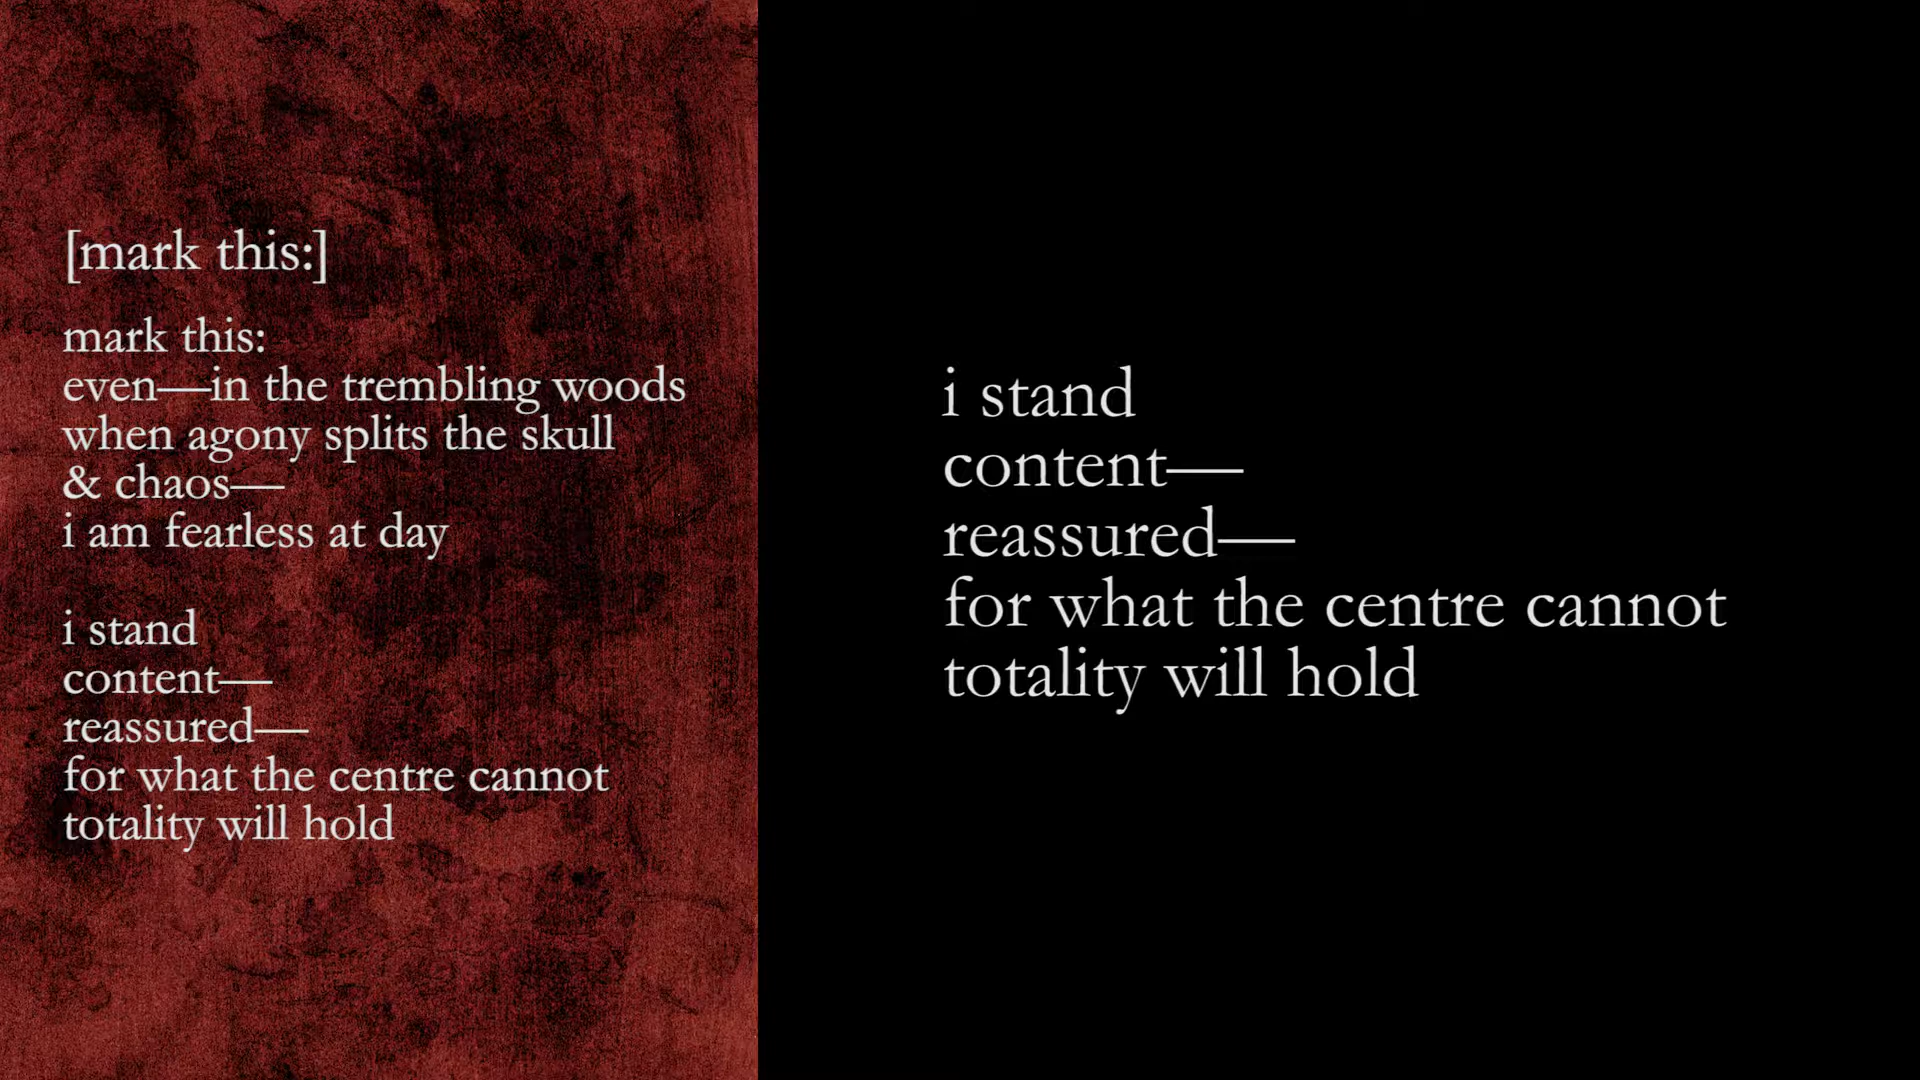 [mark this:]
mark this:
even—in the trembling woods
when agony splits the skull
& chaos—
i am fearless at day
i stand
content—
reassured—
for what the centre cannot
totality will hold
i stand
content—
reassured—
for what the centre cannot
totality will hold